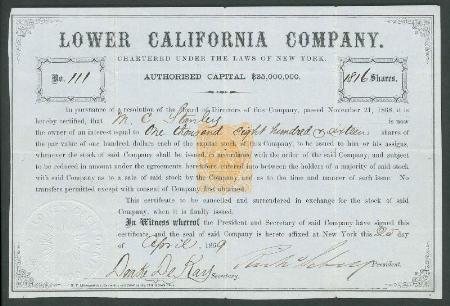 LOWER CALIFORNIA COMPANY.
CHARTERED UNDER THE LAWS OF NEW YORK.
No. 111
AUTHORISED CAPITAL $35,000,000.
1816 Shares.
In pursuance of a resolution of the Board of Directors of this Company, passed November 21, 1868, it is
hereby certified, that M. C. Stanley is now
the owner of an interest equal to One thousand eight hundred & sixteen shares of
the par value of one hundred dollars each of the capital stock of this Company, to be issued to him or his assigns,
whenever the stock of said Company shall be issued in accordance with the order of the said Company, and subject
to be reduced in amount under the agreements heretofore entered into between the holders of a majority of said stock
with said Company as to a sale of said stock by the Company and as to the time and manner of such issue. No
transfers permitted except with consent of Company first obtained.
This certificate to be cancelled and surrendered in exchange for the stock of said
Company, when it is finally issued.
In Witness whereof, the President and Secretary of said Company have signed this
certificate, and the seal of said Company is hereto affixed at New York this day
of April 1869
Secretary.
President.